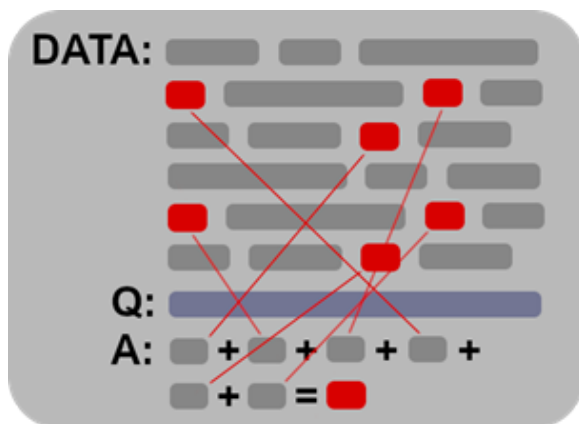 DATA:
Q:
A: + + + +
+ =